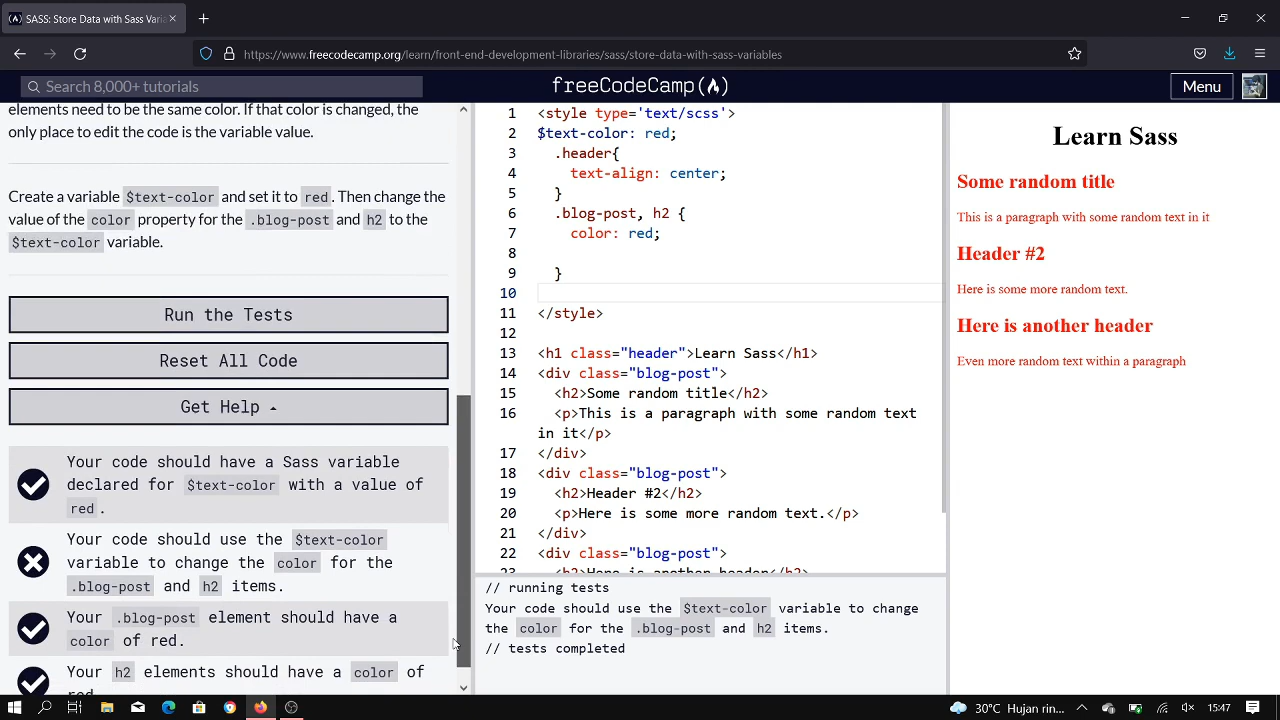 SASS: Store Data with Sass Varia
https://www.freecodecamp.org/learn/front-end-development-libraries/sass/store-data-with-sass-variables
Search 8,000+ tutorials
freeCodeCamp
Menu
elements need to be the same color. If that color is changed, the
only place to edit the code is the variable value.
Create a variable $text-color and set it to red. Then change the
value of the color property for the .blog-post and h2 to the
$text-color variable.
Run the Tests
Reset All Code
Get Help
Your code should have a Sass variable
declared for $text-color with a value of
red.
Your code should use the $text-color
variable to change the color for the
.blog-post and h2 items.
Your .blog-post element should have a
color of red.
Your h2 elements should have a color of
red.
1 <style type='text/scss'>
2 $text-color: red;
3 .header{
4 text-align: center;
5 }
6 .blog-post, h2 {
7 color: red;
8
9 }
10
11 </style>
12
13 <h1 class="header">Learn Sass</h1>
14 <div class="blog-post">
15 <h2>Some random title</h2>
16 <p>This is a paragraph with some random text
in it</p>
17 </div>
18 <div class="blog-post">
19 <h2>Header #2</h2>
20 <p>Here is some more random text.</p>
21 </div>
22 <div class="blog-post">
23 <h2>Here is another header</h2>
// running tests
Your code should use the $text-color variable to change
the color for the .blog-post and h2 items.
// tests completed
Learn Sass
Some random title
This is a paragraph with some random text in it
Header #2
Here is some more random text.
Here is another header
Even more random text within a paragraph
30°C Hujan rin...
15:47